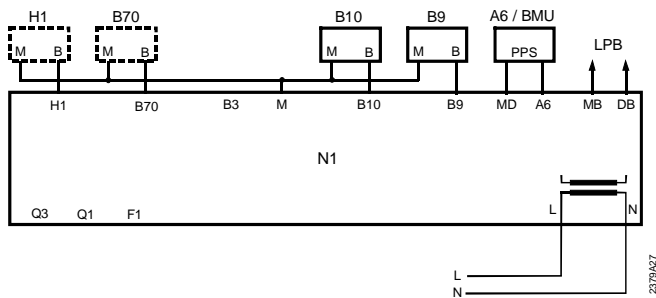 H1 B70 B10 B9 A6 / BMU
LPB
M B M B M B M B PPS
H1 B70 B3 M B10 B9 MD A6 MB DB
N1
L N
Q3 Q1 F1
L
N
2379A27